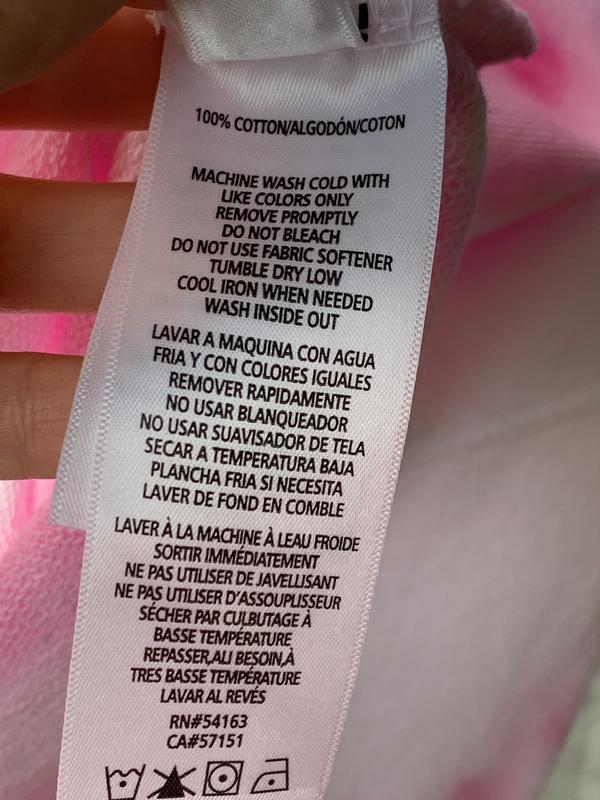 100% COTTON/ALGODÓN/COTON
MACHINE WASH COLD WITH
LIKE COLORS ONLY
REMOVE PROMPTLY
DO NOT BLEACH
DO NOT USE FABRIC SOFTENER
TUMBLE DRY LOW
COOL IRON WHEN NEEDED
WASH INSIDE OUT
LAVAR A MAQUINA CON AGUA
FRIA Y CON COLORES IGUALES
REMOVER RAPIDAMENTE
NO USAR BLANQUEADOR
NO USAR SUAVISADOR DE TELA
SECAR A TEMPERATURA BAJA
PLANCHA FRIA SI NECESITA
LAVER DE FOND EN COMBLE
LAVER À LA MACHINE À LEAU FROIDE
SORTIR IMMÉDIATEMENT
NE PAS UTILISER DE JAVELLISANT
NE PAS UTILISER D'ASSOUPLISSEUR
SÉCHER PAR CULBUTAGE À
BASSE TEMPÉRATURE
REPASSER,ALI BESOIN,À
TRES BASSE TEMPÉRATURE
LAVAR AL REVÉS
RN#54163
CA#57151